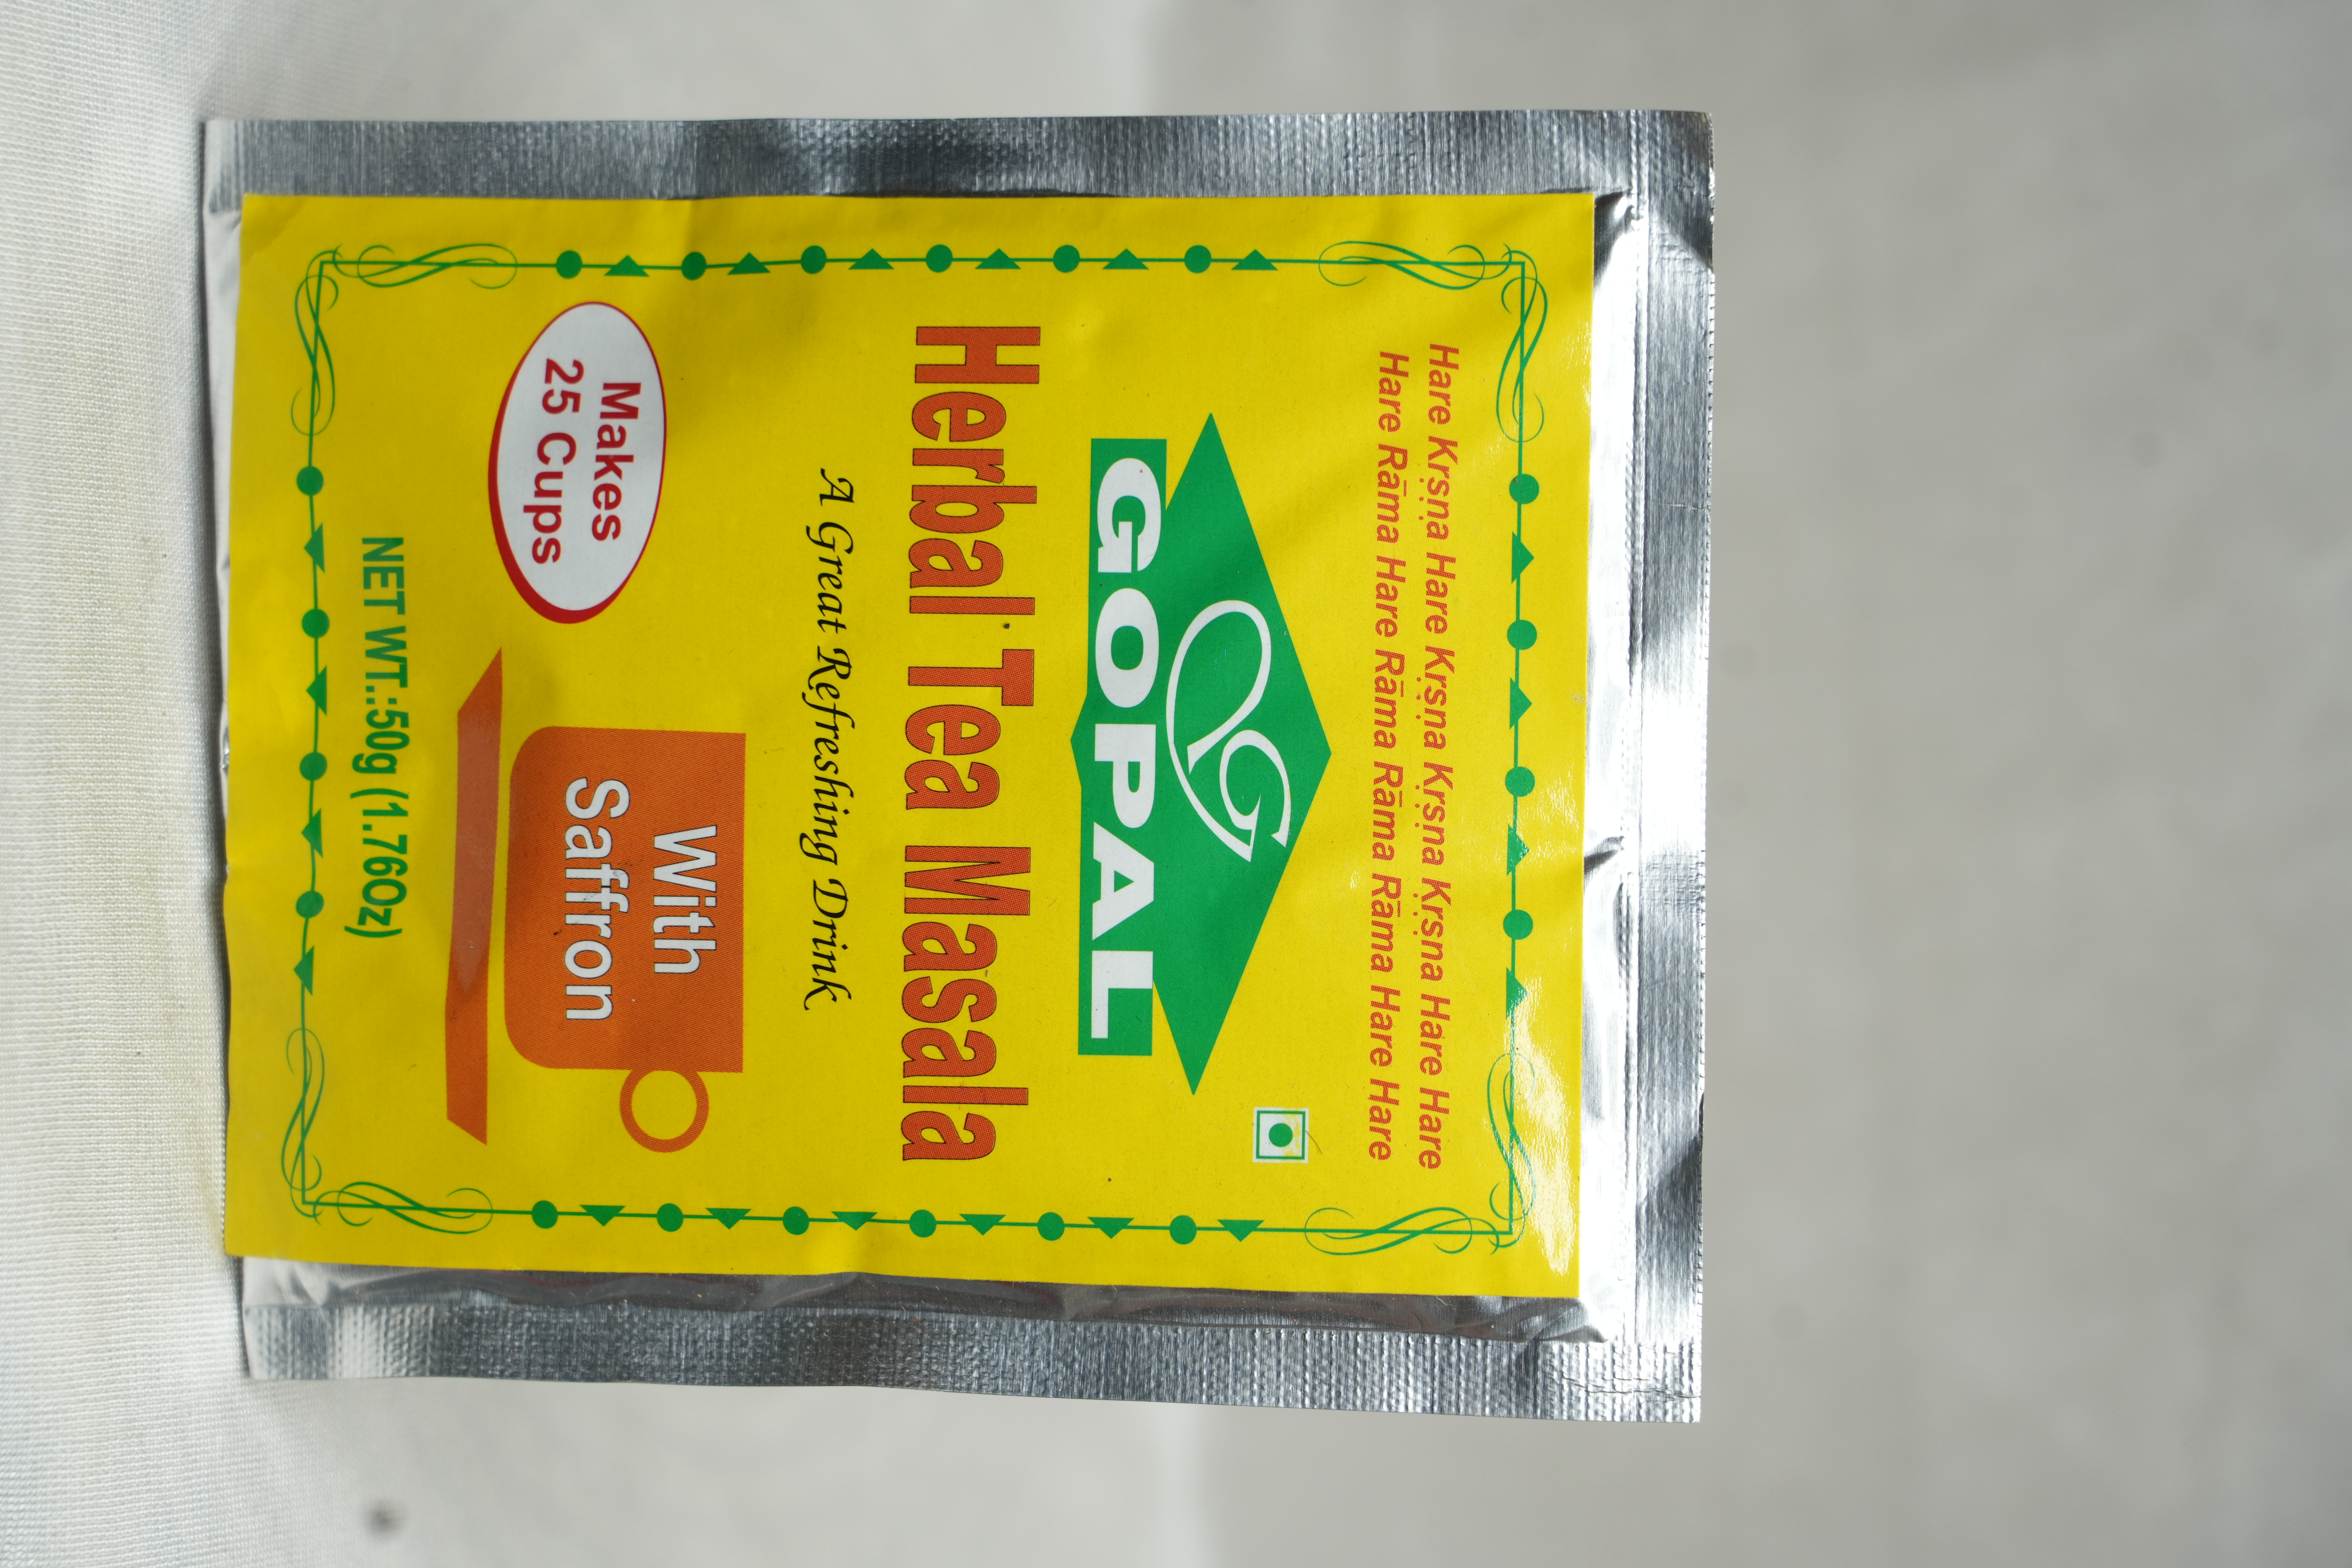 Hare Kṛṣṇa Hare Kṛṣṇa Kṛṣṇa Kṛṣṇa Hare Hare
Hare Rāma Hare Rāma Rāma Rāma Hare Hare
G
GOPAL
Herbal Tea Masala
A Great Refreshing Drink
Makes
25 Cups
With
Saffron
NET WT.:50g (1.76Oz)